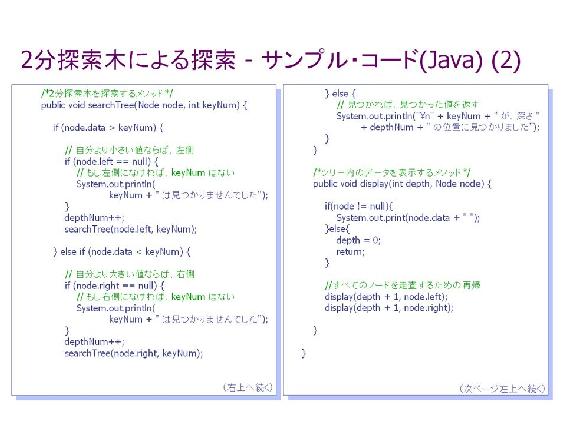 2分探索木による探索 - サンプル・コード(Java) (2)
/*2分探索木を探索するメソッド*/
public void searchTree(Node node, int keyNum) {
if (node.data > keyNum) {
// 自分より小さい値ならば、左側
if (node.left == null) {
// もし左側になければ、keyNum はない
System.out.println(
keyNum + " は見つかりませんでした");
}
depthNum++;
searchTree(node.left, keyNum);
} else if (node.data < keyNum) {
// 自分より大きい値ならば、右側
if (node.right == null) {
// もし右側になければ、keyNum はない
System.out.println(
keyNum + " は見つかりませんでした");
}
depthNum++;
searchTree(node.right, keyNum);
(右上へ続く)
} else {
// 見つかれば、見つかった値を返す
System.out.println("¥n" + keyNum + " が、深さ"
+ depthNum + " の位置に見つかりました");
}
}
/*ツリー内のデータを表示するメソッド*/
public void display(int depth, Node node) {
if(node != null){
System.out.print(node.data + " ");
}else{
depth = 0;
return;
}
//すべてのノードを走査するための再帰
display(depth + 1, node.left);
display(depth + 1, node.right);
}
}
(次ページ左上へ続く)